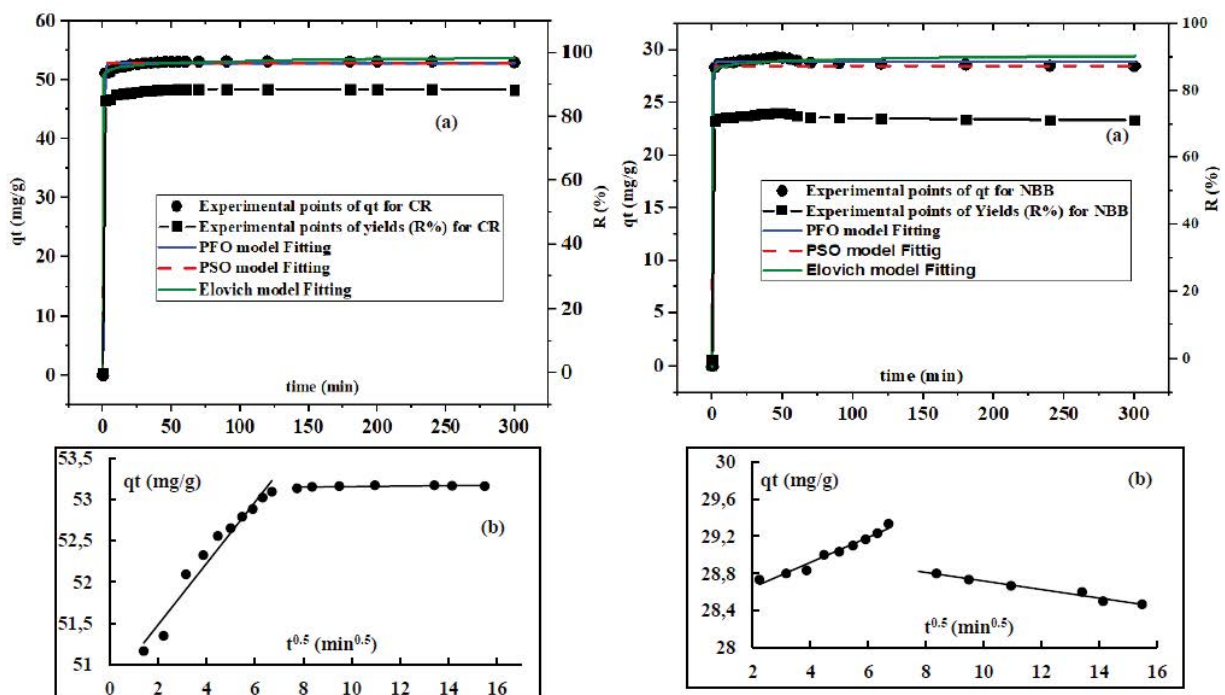 60
50
40
30
20
10
0
qt (mg/g)
100
80
60
40
20
0
R (%)
(a)
Experimental points of qt for CR
Experimental points of yields (R%) for CR
PFO model Fitting
PSO model Fitting
Elovich model Fitting
time (min)
0 50 100 150 200 250 300
30
25
20
15
10
5
0
qt (mg/g)
100
80
60
40
20
0
R (%)
(a)
Experimental points of qt for NBB
Experimental points of Yields (R%) for NBB
PFO model Fitting
PSO model Fittig
Elovich model Fitting
time (min)
0 50 100 150 200 250 300
53,5
53
52,5
52
51,5
51
qt (mg/g)
(b)
t^0.5 (min^0.5)
0 2 4 6 8 10 12 14 16
30
29,6
29,2
28,8
28,4
28
qt (mg/g)
(b)
t^0.5 (min^0.5)
2 4 6 8 10 12 14 16